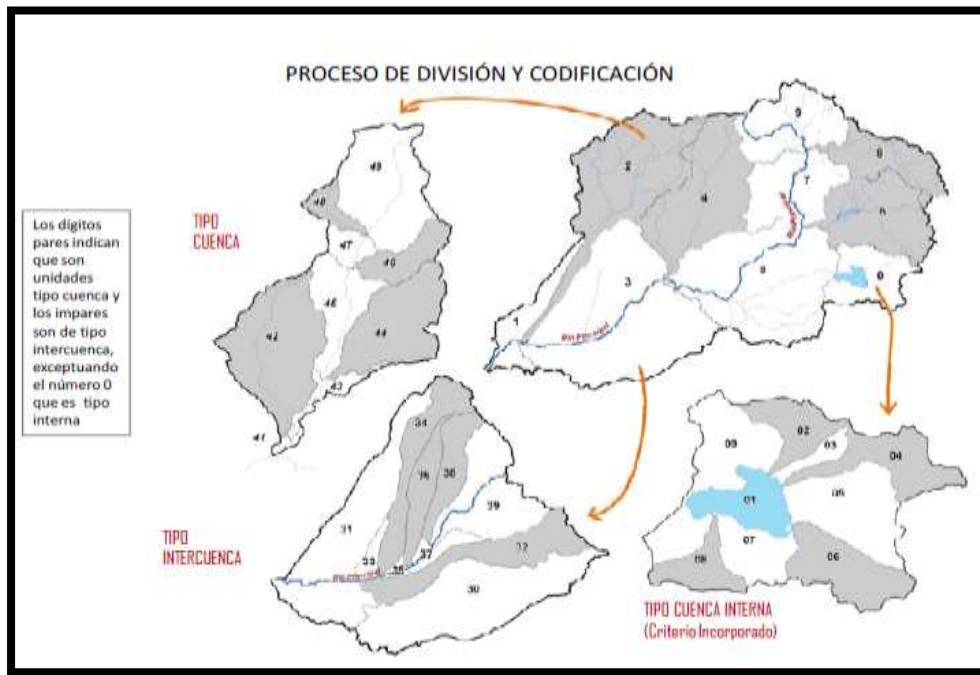 PROCESO DE DIVISIÓN Y CODIFICACIÓN
Los dígitos
pares indican
que son
unidades
tipo cuenca y
los impares
son de tipo
intercuenca,
exceptuando
el número 0
que es tipo
interna
TIPO
CUENCA
49
48
47
46
45
42
44
43
41
9
2
8
7
4
6
3
0
1
Río Principal
TIPO
INTERCUENCA
34
36
38
39
31
33
37
32
35
30
02
03
09
04
01
05
07
08
06
TIPO CUENCA INTERNA
(Criterio Incorporado)